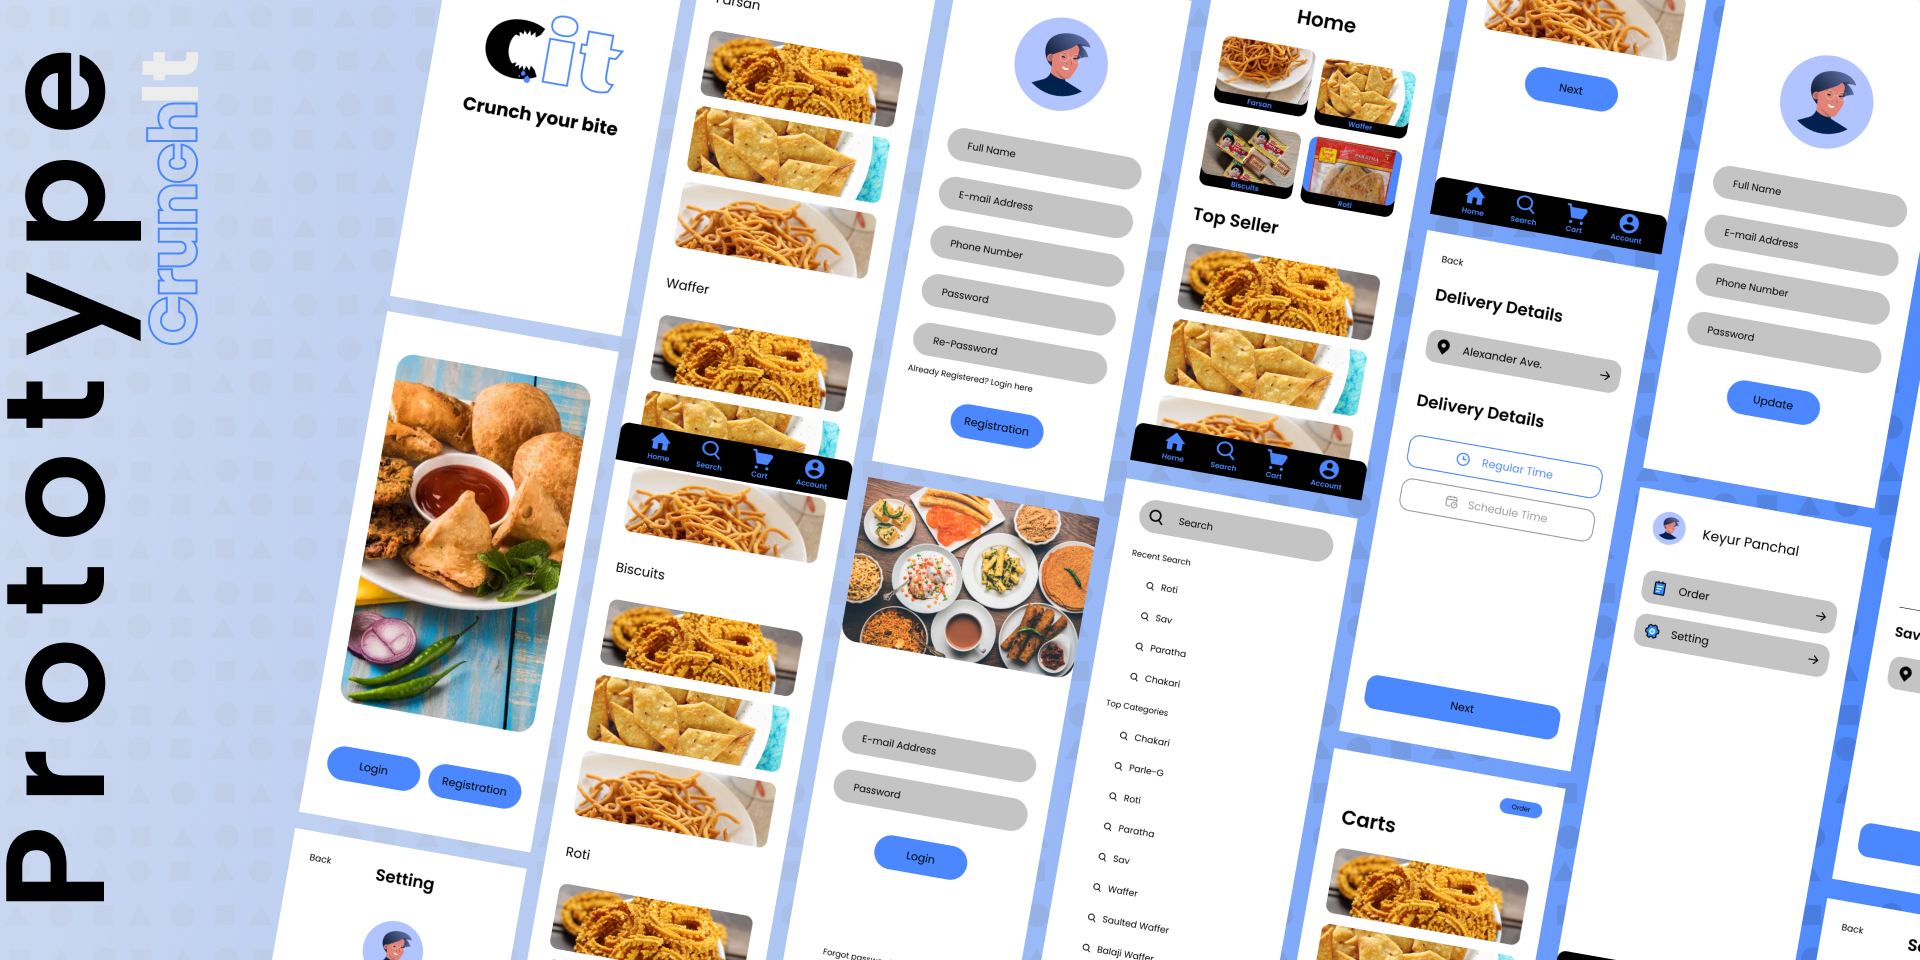 Prototype
CrunchIt
Cit
Crunch your bite
Login
Registration
Back
Setting
Farsan
Waffer
Home
Search
Cart
Account
Biscuits
Roti
Full Name
E-mail Address
Phone Number
Password
Re-Password
Already Registered? Login here
Registration
E-mail Address
Password
Login
Home
Farsan
Waffer
Biscuits
Roti
Top Seller
Home
Search
Cart
Account
Search
Recent Search
Roti
Sav
Paratha
Chakari
Top Categories
Chakari
Parle-G
Roti
Paratha
Sav
Waffer
Saulted Waffer
Balaji Waffer
Next
Home
Search
Cart
Account
Back
Delivery Details
Alexander Ave.
Delivery Details
Regular Time
Schedule Time
Next
Order
Carts
Full Name
E-mail Address
Phone Number
Password
Update
Keyur Panchal
Order
Setting
Sav
Back